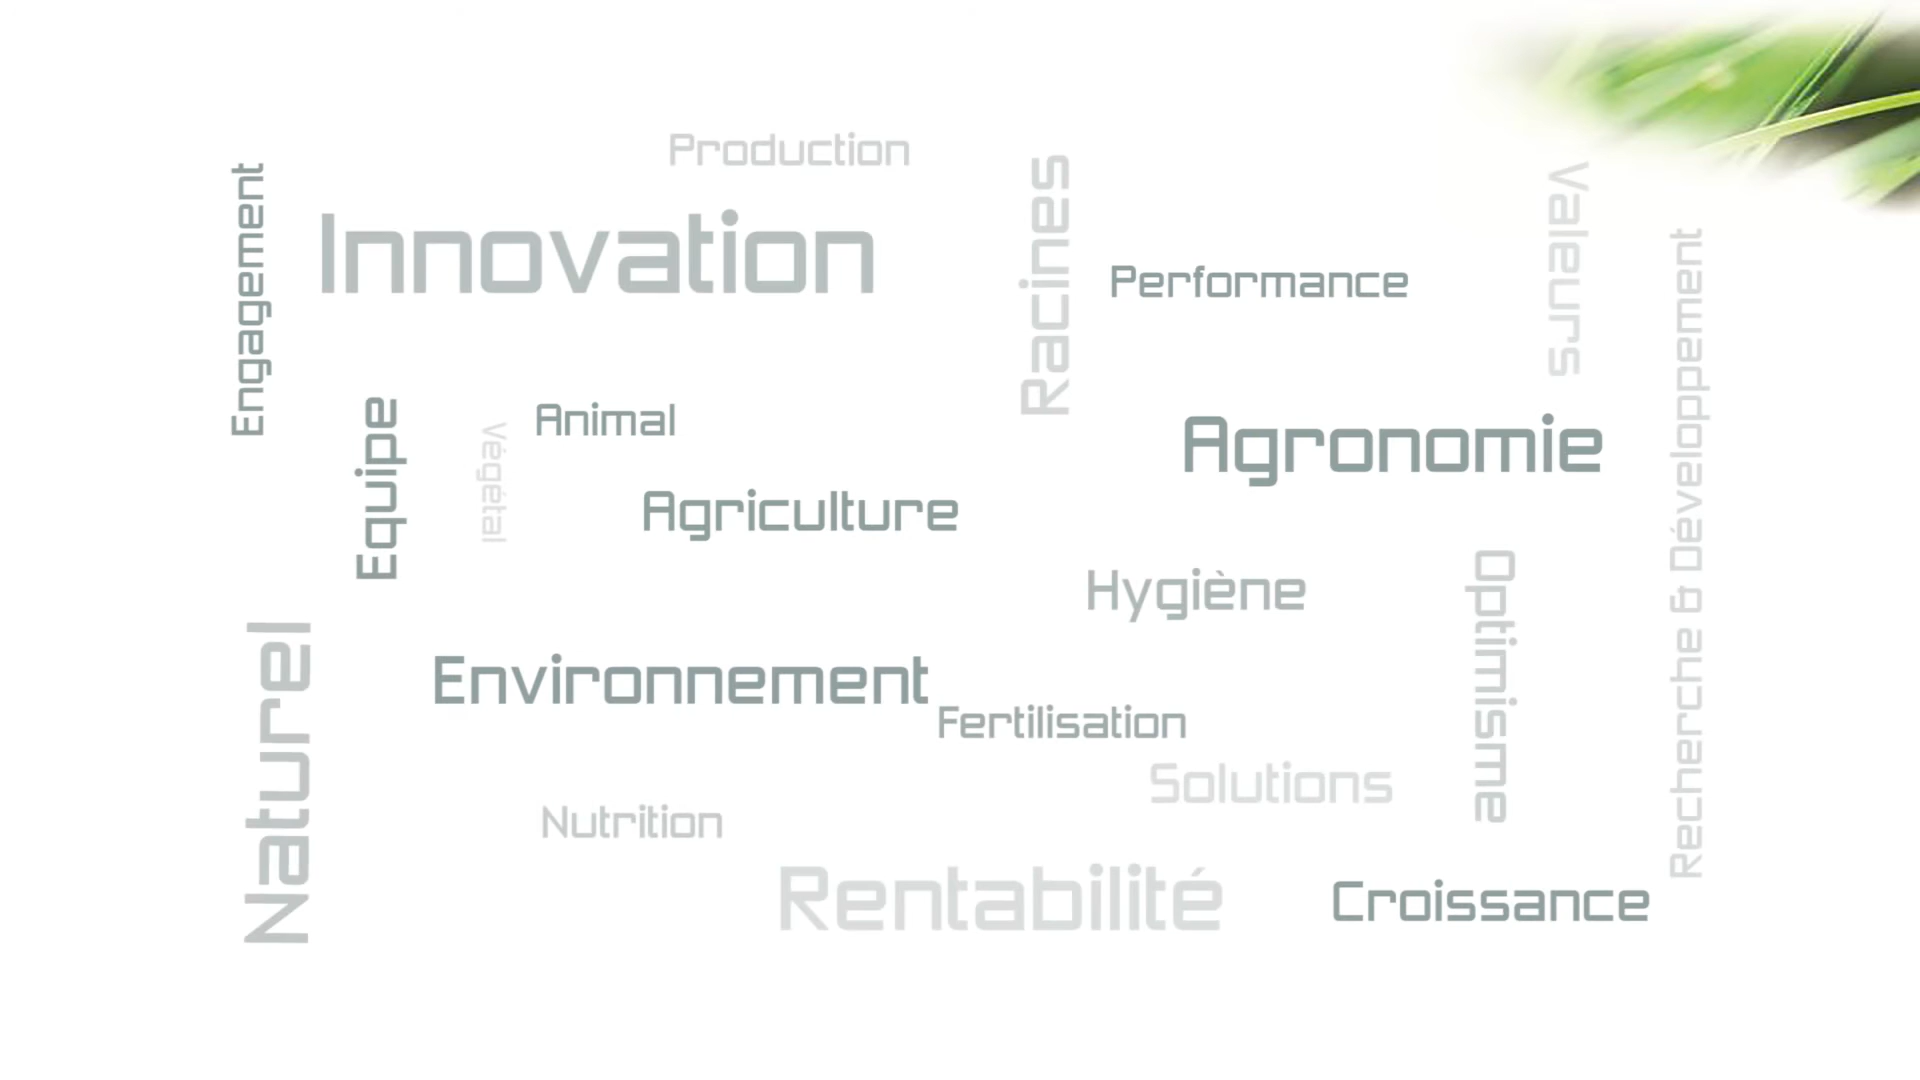 Production
Engagement
Innovation
Racines
Performance
Valeurs
Recherche & Développement
Equipe
Végétal
Animal
Agriculture
Agronomie
Hygiène
Optimisme
Naturel
Environnement
Fertilisation
Solutions
Nutrition
Rentabilité
Croissance